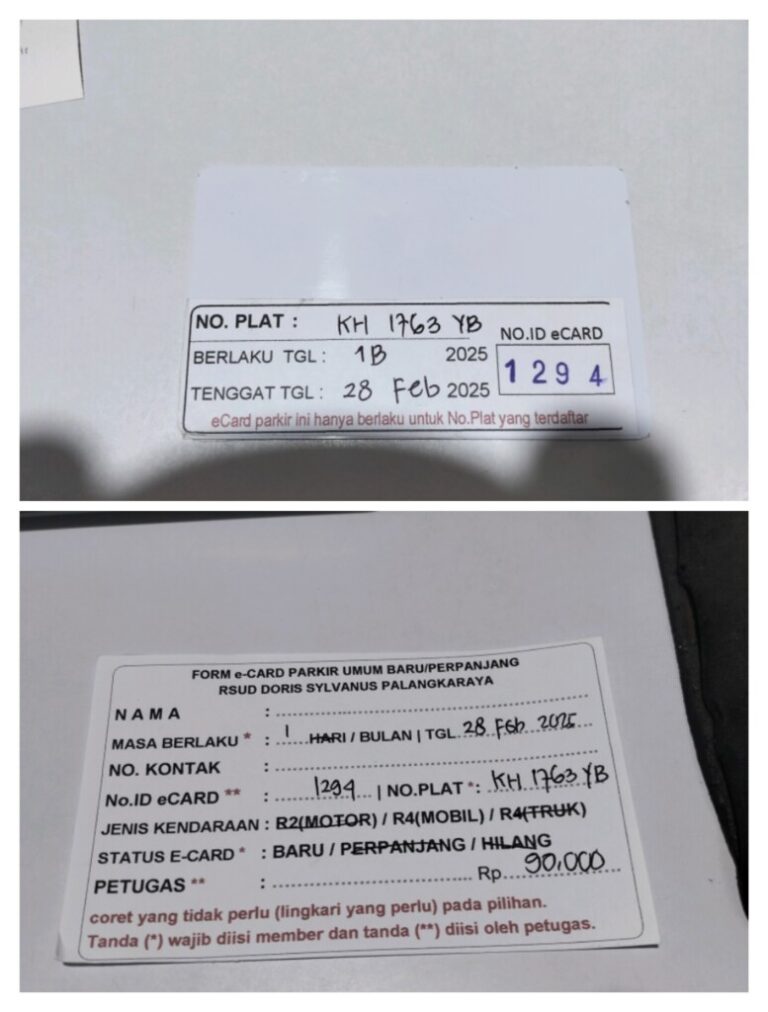 NO. PLAT : KH 1763 YB
BERLAKU TGL : 1B 2025
NO.ID eCARD
1 2 9 4
TENGGAT TGL : 28 Feb 2025
eCard parkir ini hanya berlaku untuk No.Plat yang terdaftar
FORM e-CARD PARKIR UMUM BARU/PERPANJANG
RSUD DORIS SYLVANUS PALANGKARAYA
NAMA :
MASA BERLAKU * : 1 HARI / BULAN | TGL. 28 Feb 2025
NO. KONTAK :
No.ID eCARD ** : 1294 | NO.PLAT *: KH 1763 YB
JENIS KENDARAAN : R2(MOTOR) / R4(MOBIL) / R4(TRUK)
STATUS E-CARD * : BARU / PERPANJANG / HILANG
PETUGAS ** : Rp. 90.000
coret yang tidak perlu (lingkari yang perlu) pada pilihan.
Tanda (*) wajib diisi member dan tanda (**) diisi oleh petugas.